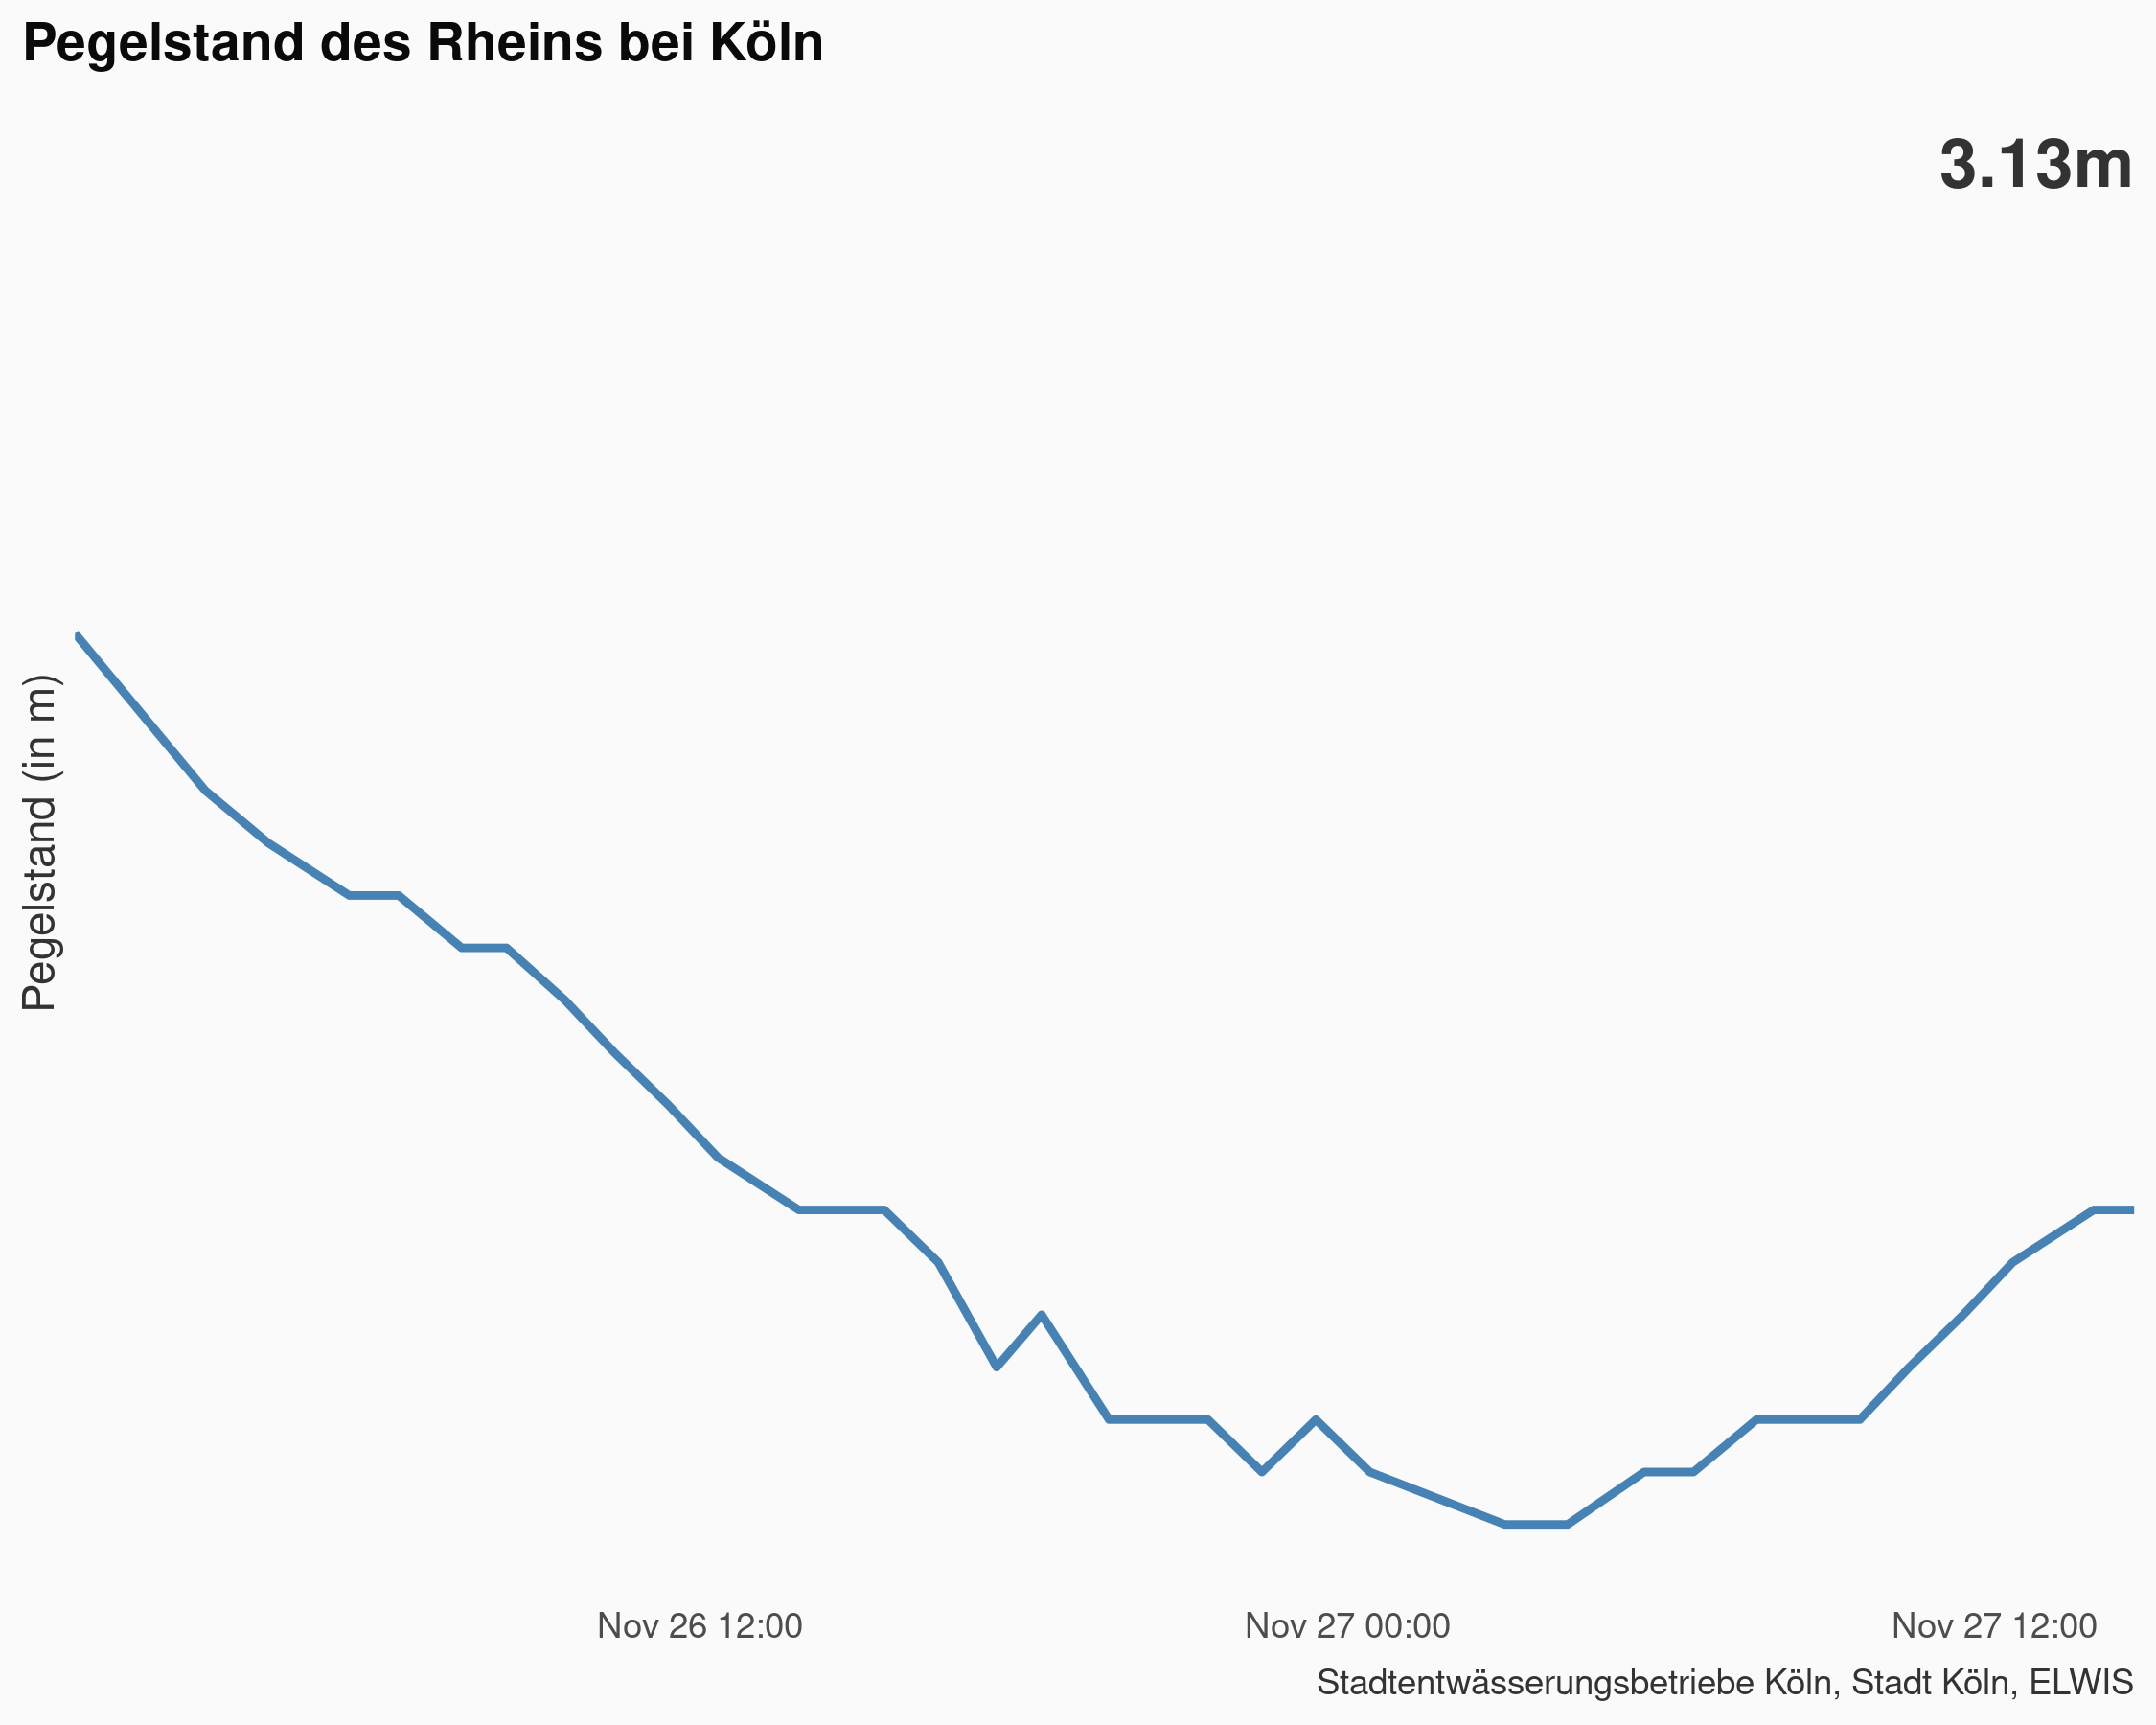 Pegelstand des Rheins bei Köln
3.13m
Pegelstand (in m)
Nov 26 12:00
Nov 27 00:00
Nov 27 12:00
Stadtentwässerungsbetriebe Köln, Stadt Köln, ELWIS